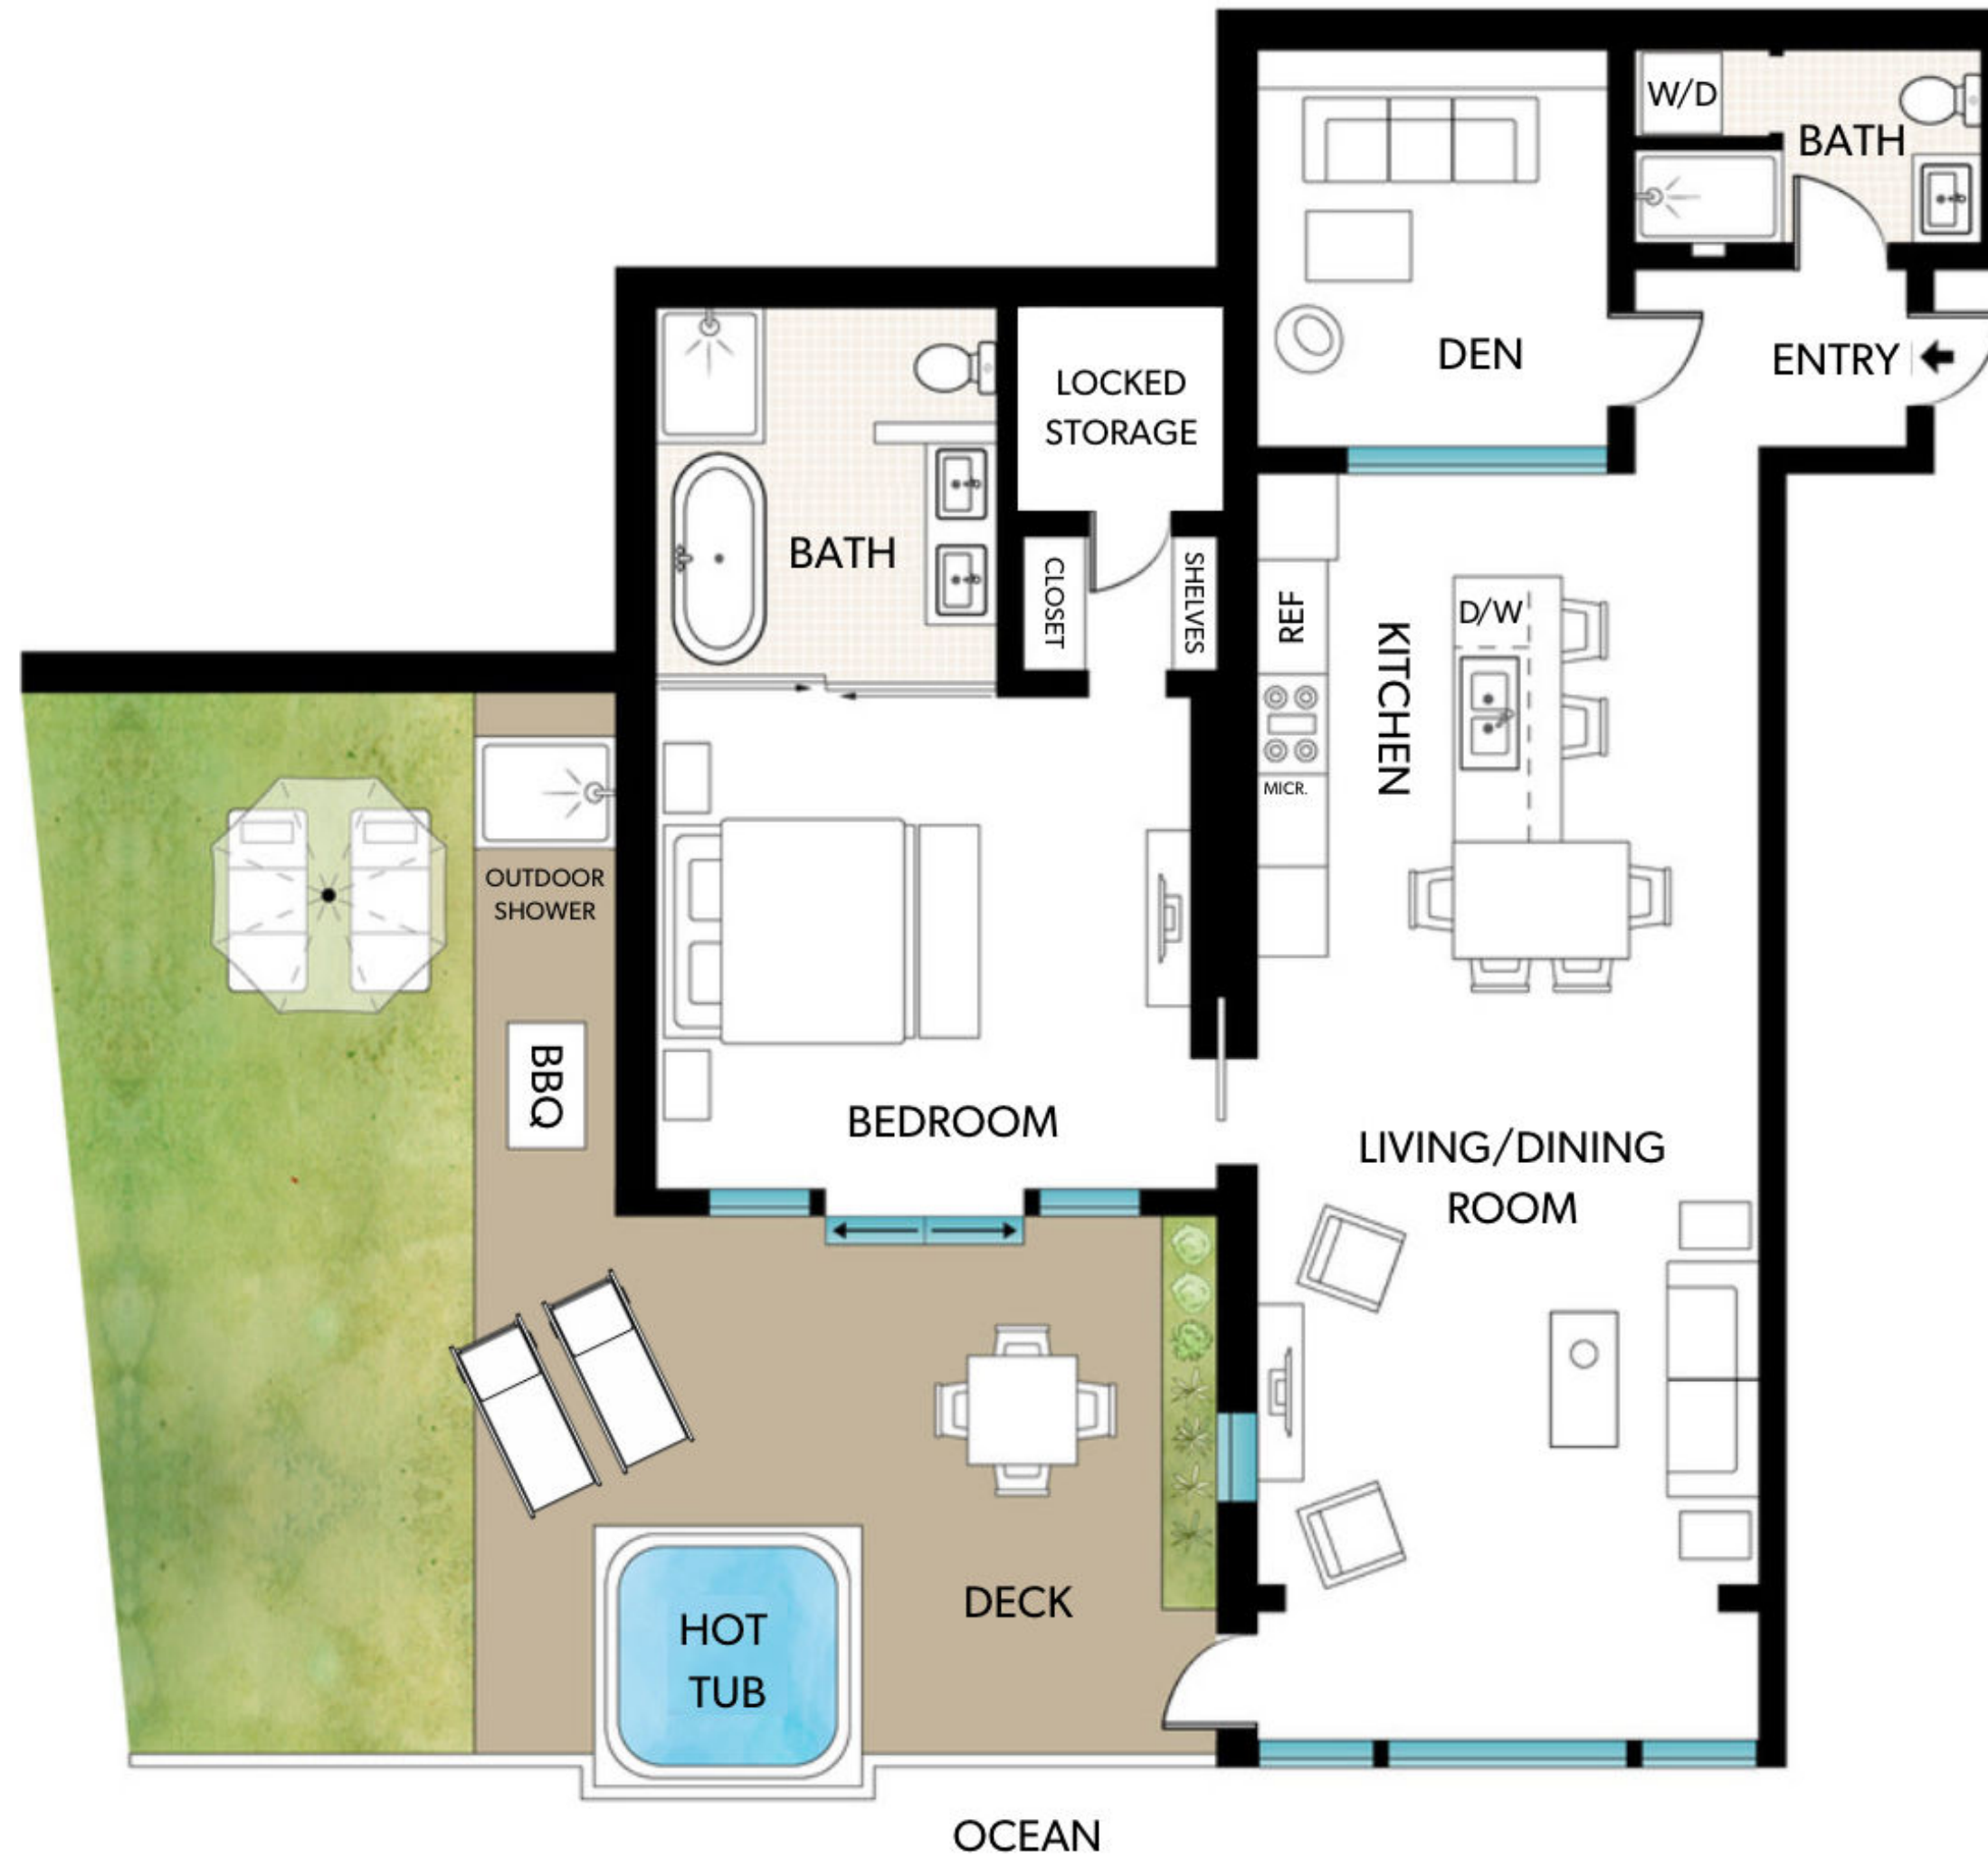 W/D
BATH
DEN
ENTRY
LOCKED
STORAGE
BATH
CLOSET
SHELVES
REF
KITCHEN
D/W
MICR.
OUTDOOR
SHOWER
BBQ
BEDROOM
LIVING/DINING
ROOM
DECK
HOT
TUB
OCEAN